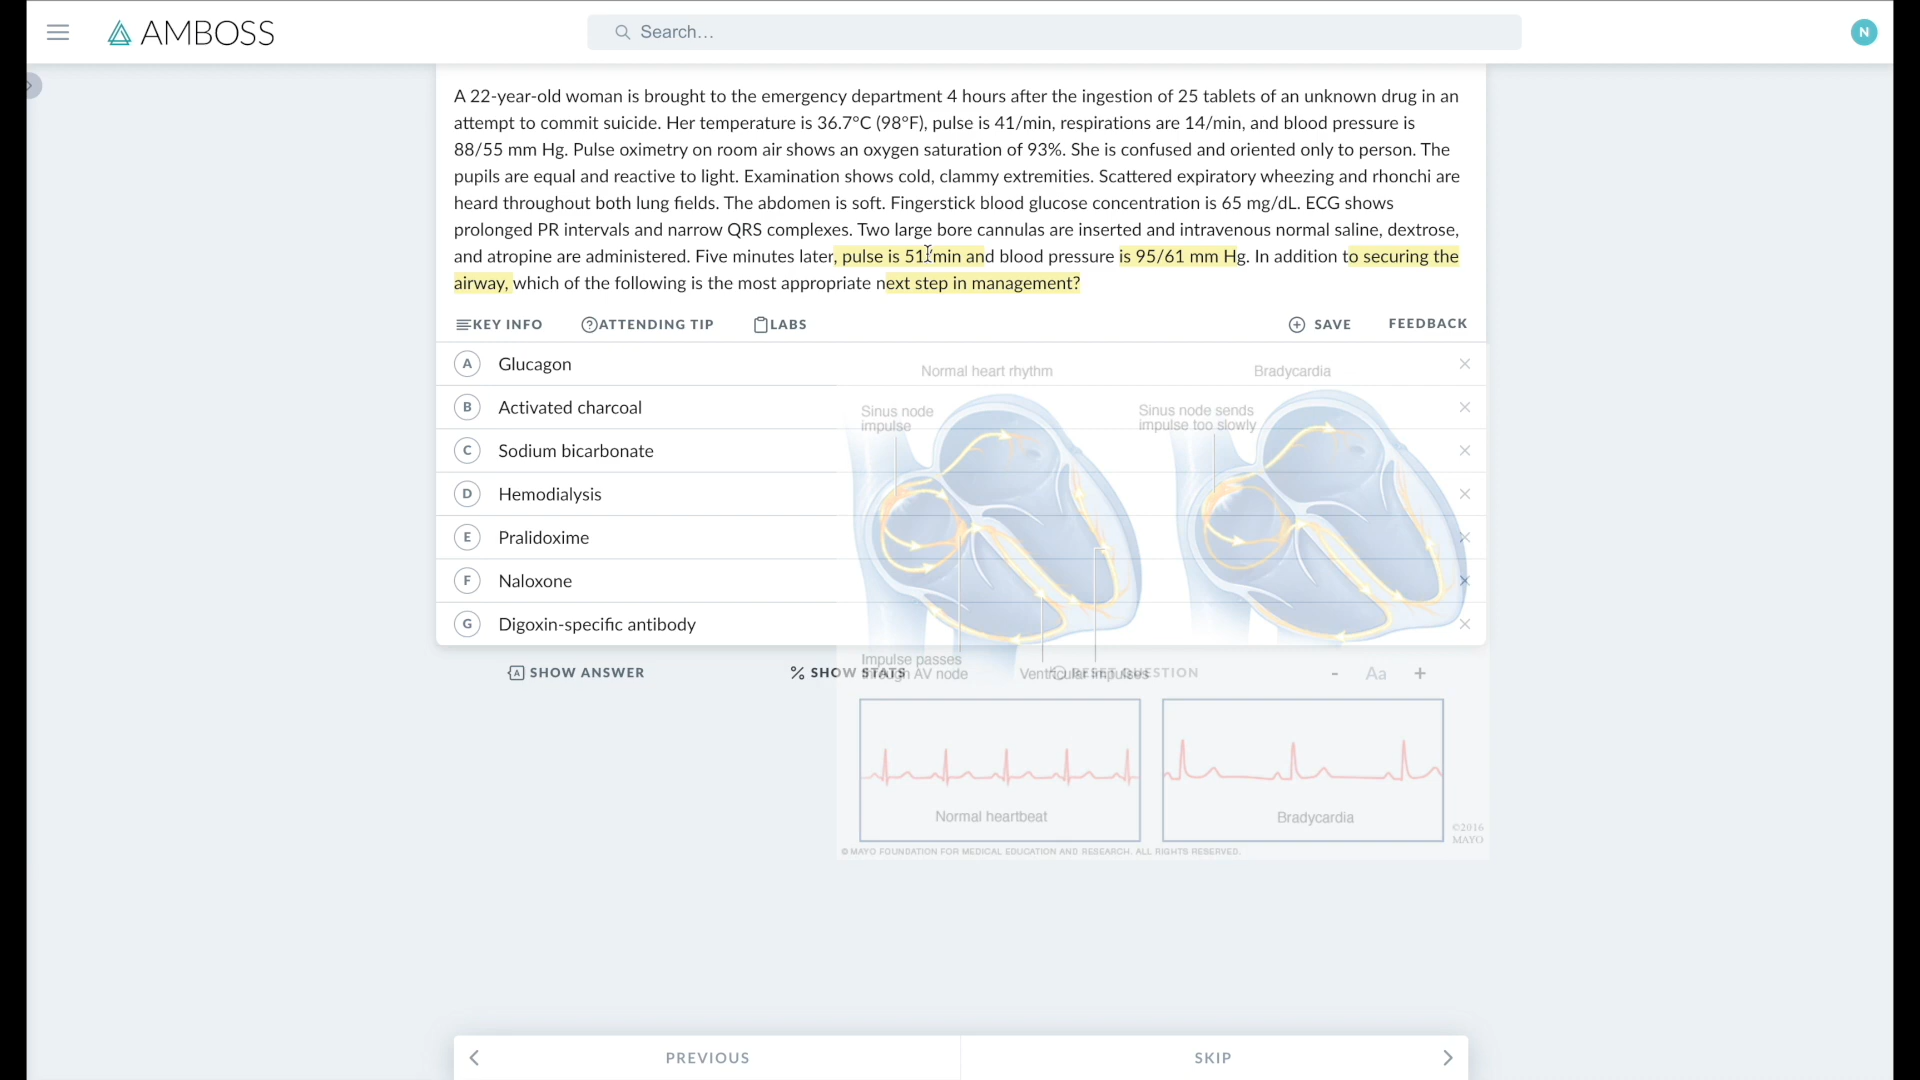 AMBOSS
Search...
N
A 22-year-old woman is brought to the emergency department 4 hours after the ingestion of 25 tablets of an unknown drug in an
attempt to commit suicide. Her temperature is 36.7°C (98°F), pulse is 41/min, respirations are 14/min, and blood pressure is
88/55 mm Hg. Pulse oximetry on room air shows an oxygen saturation of 93%. She is confused and oriented only to person. The
pupils are equal and reactive to light. Examination shows cold, clammy extremities. Scattered expiratory wheezing and rhonchi are
heard throughout both lung fields. The abdomen is soft. Fingerstick blood glucose concentration is 65 mg/dL. ECG shows
prolonged PR intervals and narrow QRS complexes. Two large bore cannulas are inserted and intravenous normal saline, dextrose,
and atropine are administered. Five minutes later, pulse is 51/min and blood pressure is 95/61 mm Hg. In addition to securing the
airway, which of the following is the most appropriate next step in management?
KEY INFO ATTENDING TIP LABS SAVE FEEDBACK
A Glucagon
B Activated charcoal
C Sodium bicarbonate
D Hemodialysis
E Pralidoxime
F Naloxone
G Digoxin-specific antibody
Normal heart rhythm
Bradycardia
Sinus node
impulse
Sinus node sends
impulse too slowly
Impulse passes
through AV node
Ventricular impulses
SHOW ANSWER SHOW STATS RESET QUESTION - Aa +
Normal heartbeat
Bradycardia
©2016
MAYO
© MAYO FOUNDATION FOR MEDICAL EDUCATION AND RESEARCH. ALL RIGHTS RESERVED.
PREVIOUS SKIP